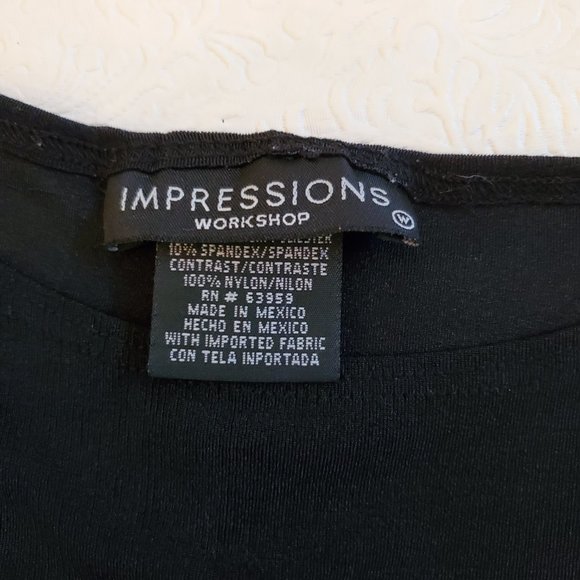 IMPRESSIONS
WORKSHOP
W
10% SPANDEX/SPANDEX
CONTRAST/CONTRASTE
100% NYLON/NILON
RN # 63959
MADE IN MEXICO
HECHO EN MEXICO
WITH IMPORTED FABRIC
CON TELA INPORTADA